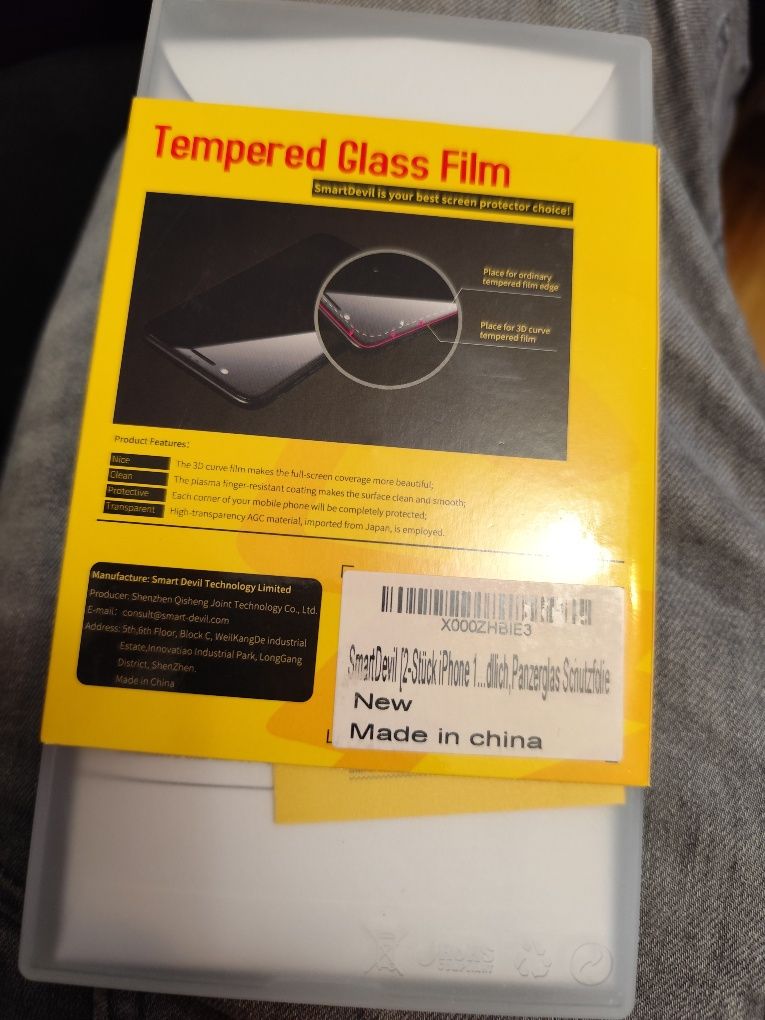 Tempered Glass Film
SmartDevil is your best screen protector choice!
Place for ordinary
tempered film edge
Place for 3D curve
tempered film
Product Features:
Nice The 3D curve film makes the full-screen coverage more beautiful;
Clean The plasma finger-resistant coating makes the surface clean and smooth;
Protective Each corner of your mobile phone will be completely protected;
Transparent High-transparency AGC material, imported from Japan, is employed.
Manufacture: Smart Devil Technology Limited
Producer: Shenzhen Qisheng Joint Technology Co., Ltd.
E-mail: consult@smart-devil.com
Address: 5th,6th Floor, Block C, WeilKangDe industrial
Estate,Innovatiao Industrial Park, LongGang
District, ShenZhen.
Made in China
X000ZHBIE3
SmartDevil [2-Stück iPhone 1...dlich,Panzerglas Schutzfolie
New
Made in china
RoHS